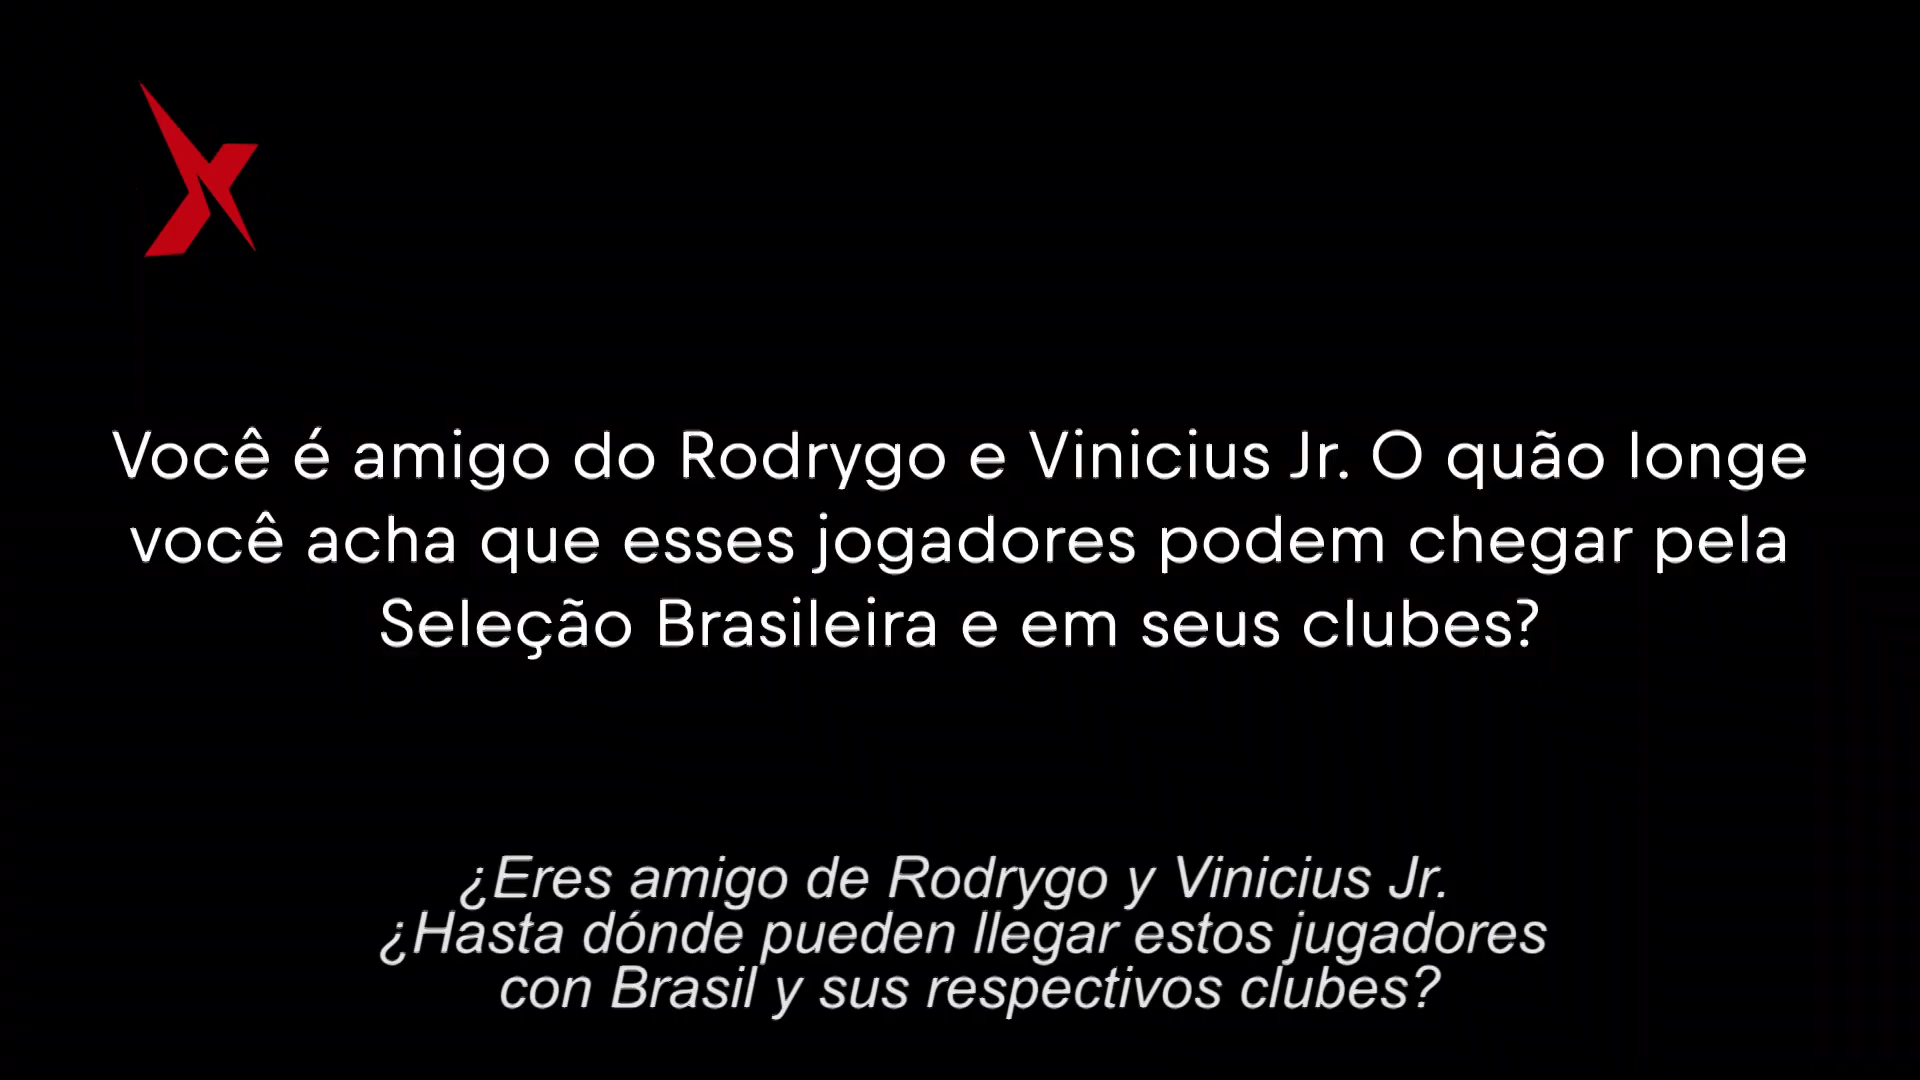 Você é amigo do Rodrygo e Vinicius Jr. O quão longe
você acha que esses jogadores podem chegar pela
Seleção Brasileira e em seus clubes?
¿Eres amigo de Rodrygo y Vinicius Jr.
¿Hasta dónde pueden llegar estos jugadores
con Brasil y sus respectivos clubes?